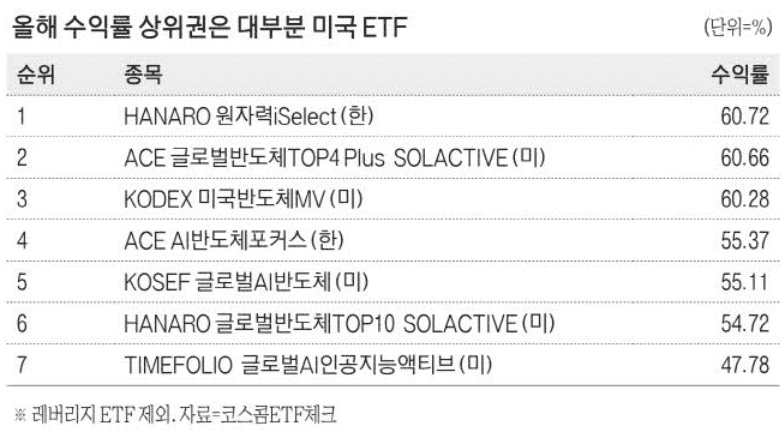 올해 수익률 상위권은 대부분 미국 ETF (단위=%)
순위 종목 수익률
1 HANARO 원자력iSelect (한) 60.72
2 ACE 글로벌반도체TOP4 Plus SOLACTIVE (미) 60.66
3 KODEX 미국반도체MV (미) 60.28
4 ACE AI반도체포커스 (한) 55.37
5 KOSEF 글로벌AI반도체 (미) 55.11
6 HANARO 글로벌반도체TOP10 SOLACTIVE (미) 54.72
7 TIMEFOLIO 글로벌AI인공지능액티브 (미) 47.78
※ 레버리지 ETF 제외. 자료=코스콤ETF체크